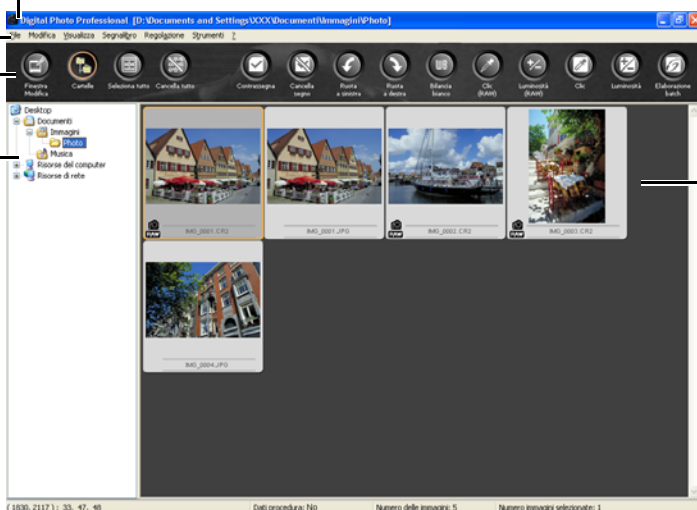 Digital Photo Professional [D:\Documents and Settings\XXX\Documenti\Immagini\Photo]
File Modifica Visualizza Segnalibro Regolazione Strumenti ?
Finestra Modifica
Cartelle
Seleziona tutto
Cancella tutto
Contrassegna
Cancella segno
Ruota a sinistra
Ruota a destra
Bilancia bianco
Clic (RAW)
Luminosità (RAW)
Clic
Luminosità
Elaborazione batch
Desktop
Documenti
Immagini
Photo
Musica
Risorse del computer
Risorse di rete
RAW IMG_0001.CR2
IMG_0001.JPG
RAW IMG_0002.CR2
RAW IMG_0003.CR2
IMG_0004.JPG
(1830,2117): 33, 47, 48 Dati procedura: No Numero delle immagini: 5 Numero immagini selezionate: 1